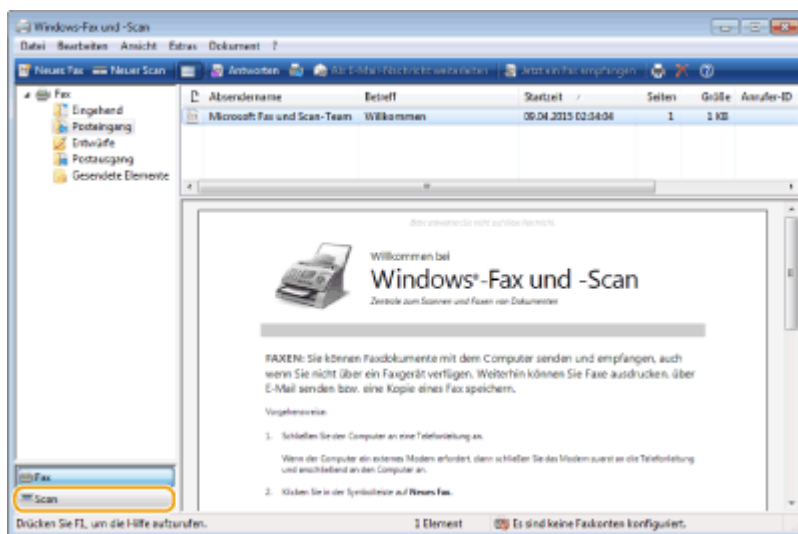 Windows-Fax und -Scan
Datei Bearbeiten Ansicht Extras Dokument ?
Neues Fax Neuer Scan Antworten Als E-Mail-Nachricht weiterleiten Jetzt ein Fax empfangen
Fax
Eingehend
Posteingang
Entwürfe
Postausgang
Gesendete Elemente
Absendername Betreff Startzeit Seiten Größe Anrufer-ID
Microsoft Fax und Scan-Team Willkommen 09.04.2015 02:54:04 1 1 KB
Bitte antworten Sie nicht auf diese Nachricht.
Willkommen bei
Windows®-Fax und -Scan
Zentrale zum Scannen und Faxen von Dokumenten
FAXEN: Sie können Faxdokumente mit dem Computer senden und empfangen, auch
wenn Sie nicht über ein Faxgerät verfügen. Weiterhin können Sie Faxe ausdrucken, über
E-Mail senden bzw. eine Kopie eines Fax speichern.
Vorgehensweise:
1. Schließen Sie den Computer an eine Telefonleitung an.
Wenn der Computer ein externes Modem erfordert, dann schließen Sie das Modem zuerst an die Telefonleitung
und anschließend an den Computer an.
2. Klicken Sie in der Symbolleiste auf Neues Fax.
Fax
Scan
Drücken Sie F1, um die Hilfe aufzurufen. 1 Element Es sind keine Faxkonten konfiguriert.